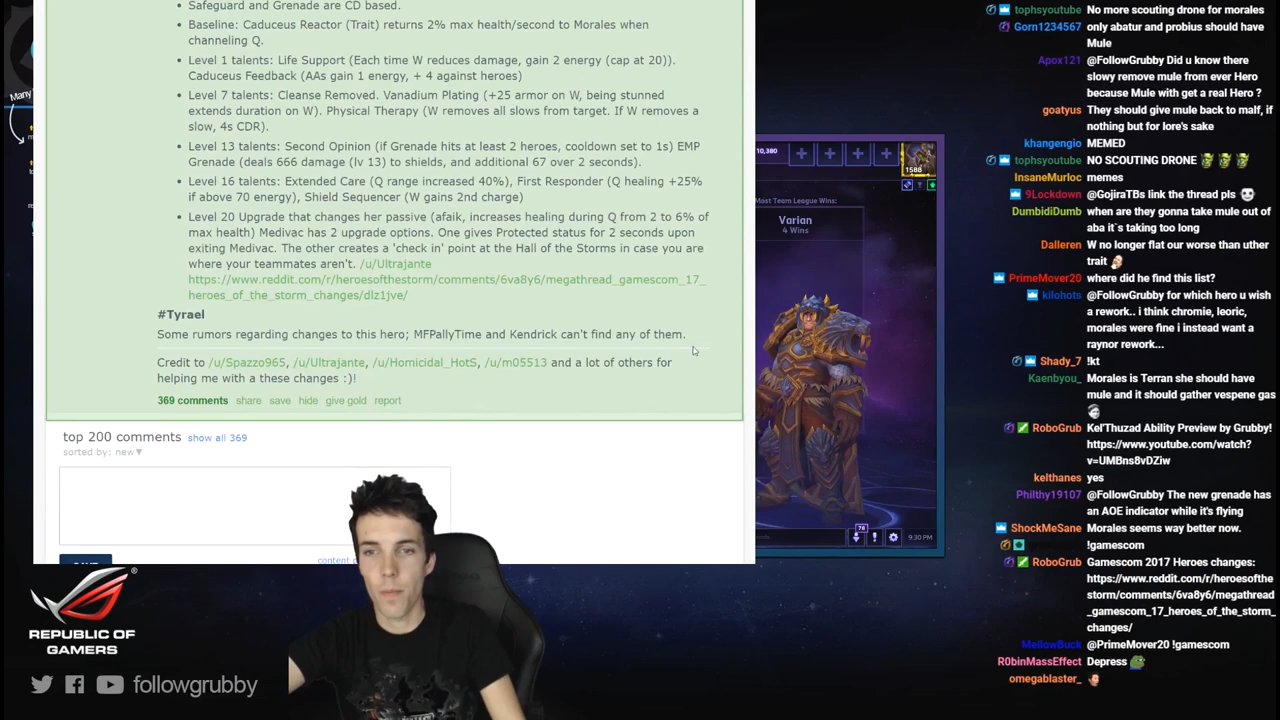 Safeguard and Grenade are CD based.
Baseline: Caduceus Reactor (Trait) returns 2% max health/second to Morales when
channeling Q.
Level 1 talents: Life Support (Each time W reduces damage, gain 2 energy (cap at 20)).
Caduceus Feedback (AAs gain 1 energy, + 4 against heroes)
Level 7 talents: Cleanse Removed. Vanadium Plating (+25 armor on W, being stunned
extends duration on W). Physical Therapy (W removes all slows from target. If W removes a
slow, 4s CDR).
Level 13 talents: Second Opinion (if Grenade hits at least 2 heroes, cooldown set to 1s) EMP
Grenade (deals 666 damage (lv 13) to shields, and additional 67 over 2 seconds).
Level 16 talents: Extended Care (Q range increased 40%), First Responder (Q healing +25%
if above 70 energy), Shield Sequencer (W gains 2nd charge)
Level 20 Upgrade that changes her passive (afaik, increases healing during Q from 2 to 6% of
max health) Medivac has 2 upgrade options. One gives Protected status for 2 seconds upon
exiting Medivac. The other creates a 'check in' point at the Hall of the Storms in case you are
where your teammates aren't. /u/Ultrajante
https://www.reddit.com/r/heroesofthestorm/comments/6va8y6/megathread_gamescom_17_
heroes_of_the_storm_changes/dlz1jve/
#Tyrael
Some rumors regarding changes to this hero; MFPallyTime and Kendrick can't find any of them.
Credit to /u/Spazzo965, /u/Ultrajante, /u/Homicidal_HotS, /u/m05513 and a lot of others for
helping me with a these changes :)!
369 comments share save hide give gold report
top 200 comments show all 369
sorted by: new▼
content p
Many
10,380
1588
Most Team League Wins:
Varian
4 Wins
78
9:30 PM
REPUBLIC OF
GAMERS
followgrubby
tophsyoutube No more scouting drone for morales
Gorn1234567 only abatur and probius should have
Mule
Apox121 @FollowGrubby Did u know there
slowy remove mule from ever Hero
because Mule with get a real Hero ?
goatyus They should give mule back to malf, if
nothing but for lore's sake
khangengio MEMED
tophsyoutube NO SCOUTING DRONE
InsaneMurloc memes
9Lockdown @GojiraTBs link the thread pls
DumbidiDumb when are they gonna take mule out of
aba it`s taking too long
Dalleren W no longer flat our worse than uther
trait
PrimeMover20 where did he find this list?
kilohots @FollowGrubby for which hero u wish
a rework.. i think chromie, leoric,
morales were fine i instead want a
raynor rework...
Shady_7 !kt
Kaenbyou_ Morales is Terran she should have
mule and it should gather vespene gas
RoboGrub Kel'Thuzad Ability Preview by Grubby!
https://www.youtube.com/watch?
v=UMBns8vDZiw
kelthanes yes
Philthy19107 @FollowGrubby The new grenade has
an AOE indicator while it's flying
ShockMeSane Morales seems way better now.
!gamescom
RoboGrub Gamescom 2017 Heroes changes:
https://www.reddit.com/r/heroesofthe
storm/comments/6va8y6/megathread
_gamescom_17_heroes_of_the_storm_
changes/
MellowBuck @PrimeMover20 !gamescom
R0binMassEffect Depress
omegablaster_